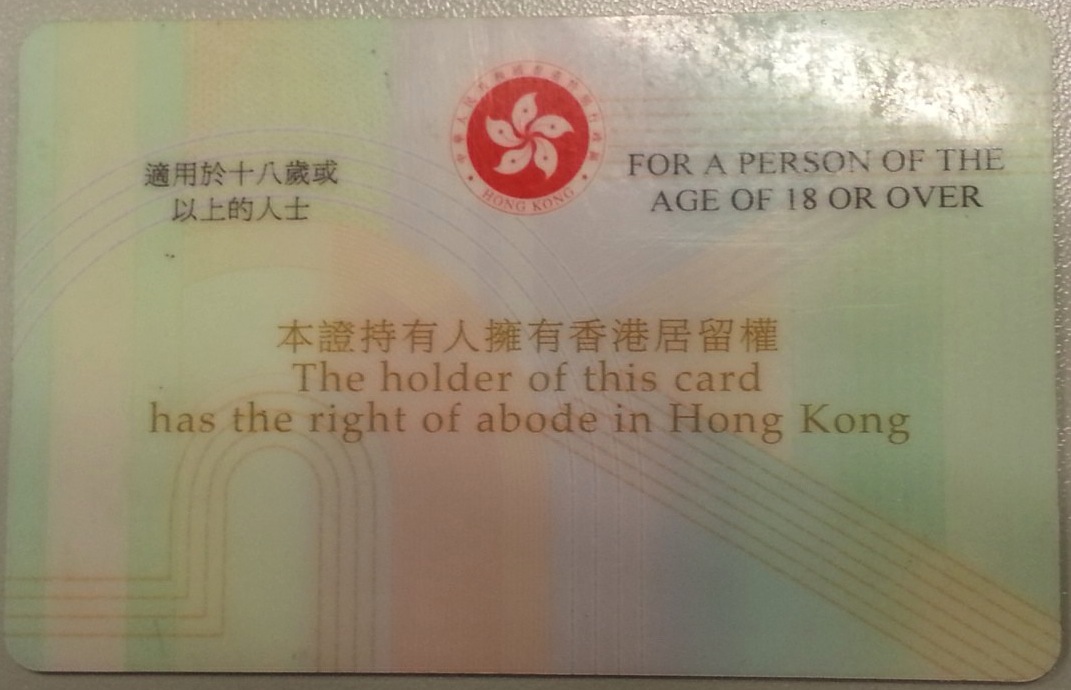 適用於十八歲或
以上的人士
HONG KONG
FOR A PERSON OF THE
AGE OF 18 OR OVER
本證持有人擁有香港居留權
The holder of this card
has the right of abode in Hong Kong